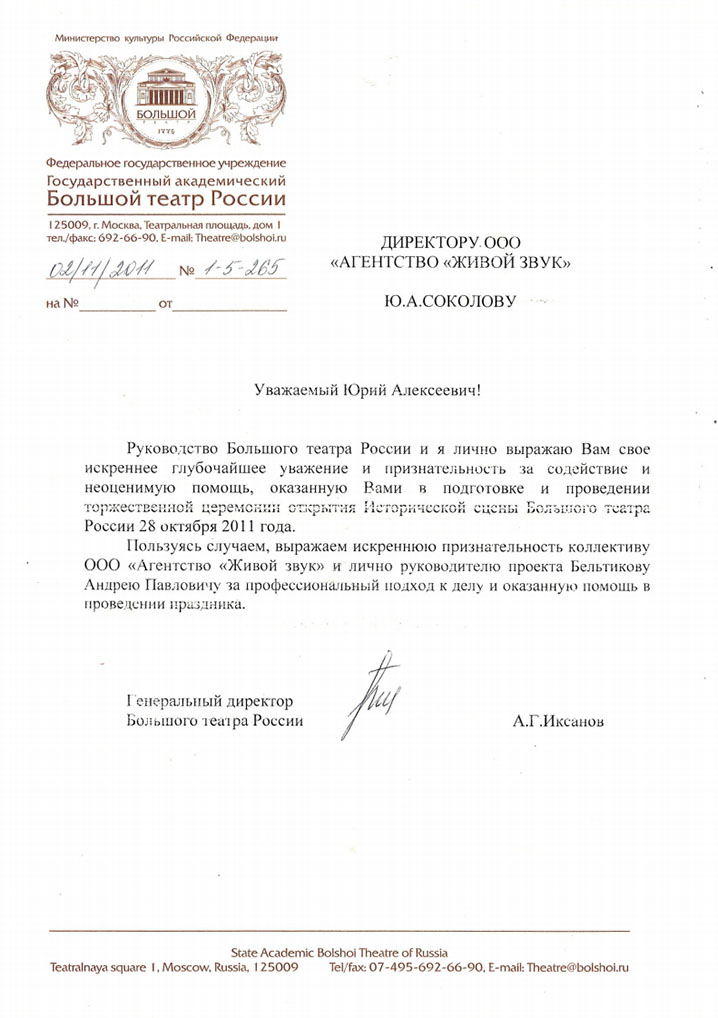 Министерство культуры Российской Федерации
БОЛЬШОЙ
ТЕАТР
1776
Федеральное государственное учреждение
Государственный академический
Большой театр России
125009, г. Москва, Театральная площадь, дом 1
тел./факс: 692-66-90, E-mail: Theatre@bolshoi.ru
02/11/2011 № 1-5-265
на №__________ от_______________
ДИРЕКТОРУ ООО
«АГЕНТСТВО «ЖИВОЙ ЗВУК»
Ю.А.СОКОЛОВУ
Уважаемый Юрий Алексеевич!
Руководство Большого театра России и я лично выражаю Вам свое
искреннее глубочайшее уважение и признательность за содействие и
неоценимую помощь, оказанную Вами в подготовке и проведении
торжественной церемонии открытия Исторической сцены Большого театра
России 28 октября 2011 года.
Пользуясь случаем, выражаем искреннюю признательность коллективу
ООО «Агентство «Живой звук» и лично руководителю проекта Бельтикову
Андрею Павловичу за профессиональный подход к делу и оказанную помощь в
проведении праздника.
Генеральный директор
Большого театра России А.Г.Иксанов
State Academic Bolshoi Theatre of Russia
Teatralnaya square 1, Moscow, Russia, 125009 Tel/fax: 07-495-692-66-90, E-mail: Theatre@bolshoi.ru